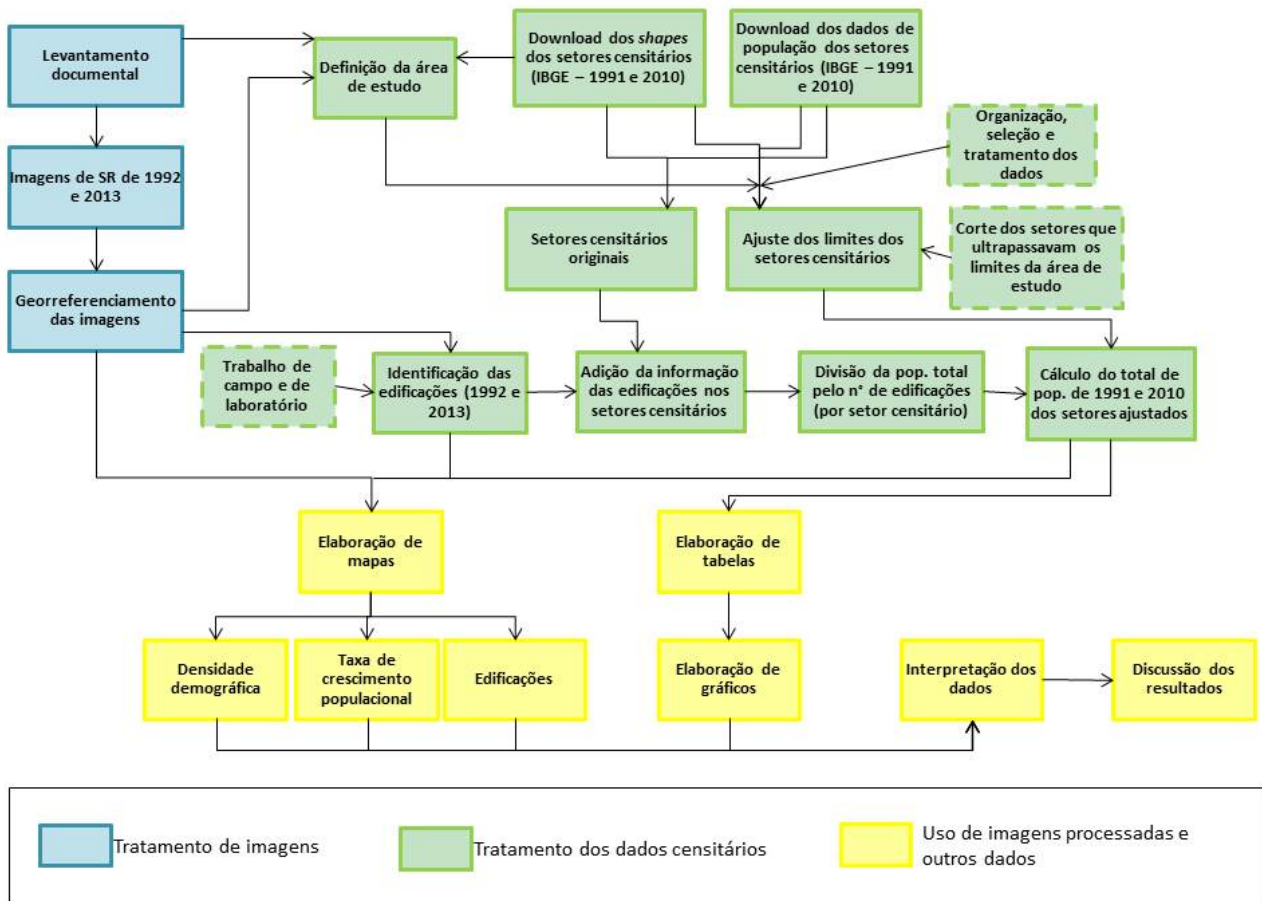 Levantamento
documental
Definição da área
de estudo
Download dos shapes
dos setores censitários
(IBGE – 1991 e 2010)
Download dos dados de
população dos setores
censitários (IBGE – 1991
e 2010)
Organização,
seleção e
tratamento dos
dados
Imagens de SR de 1992
e 2013
Setores censitários
originais
Ajuste dos limites dos
setores censitários
Corte dos setores que
ultrapassavam os
limites da área de
estudo
Georreferenciamento
das imagens
Trabalho de
campo e de
laboratório
Identificação das
edificações (1992 e
2013)
Adição da informação
das edificações nos
setores censitários
Divisão da pop. total
pelo n° de edificações
(por setor censitário)
Cálculo do total de
pop. de 1991 e 2010
dos setores ajustados
Elaboração de
mapas
Elaboração de
tabelas
Densidade
demográfica
Taxa de
crescimento
populacional
Edificações
Elaboração de
gráficos
Interpretação dos
dados
Discussão dos
resultados
Tratamento de imagens
Tratamento dos dados censitários
Uso de imagens processadas e
outros dados